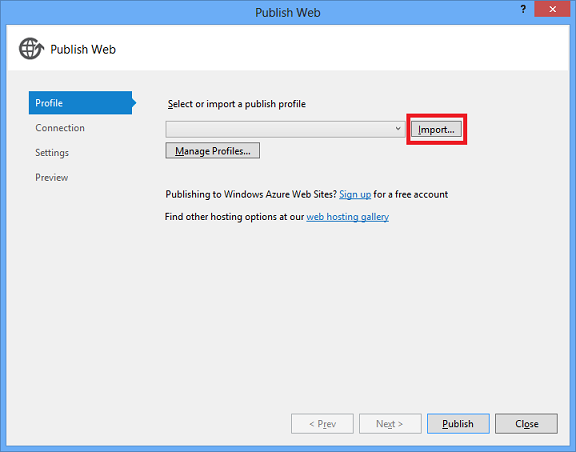 Publish Web
?
Publish Web
Profile
Connection
Settings
Preview
Select or import a publish profile
Import...
Manage Profiles...
Publishing to Windows Azure Web Sites? Sign up for a free account
Find other hosting options at our web hosting gallery
< Prev
Next >
Publish
Close